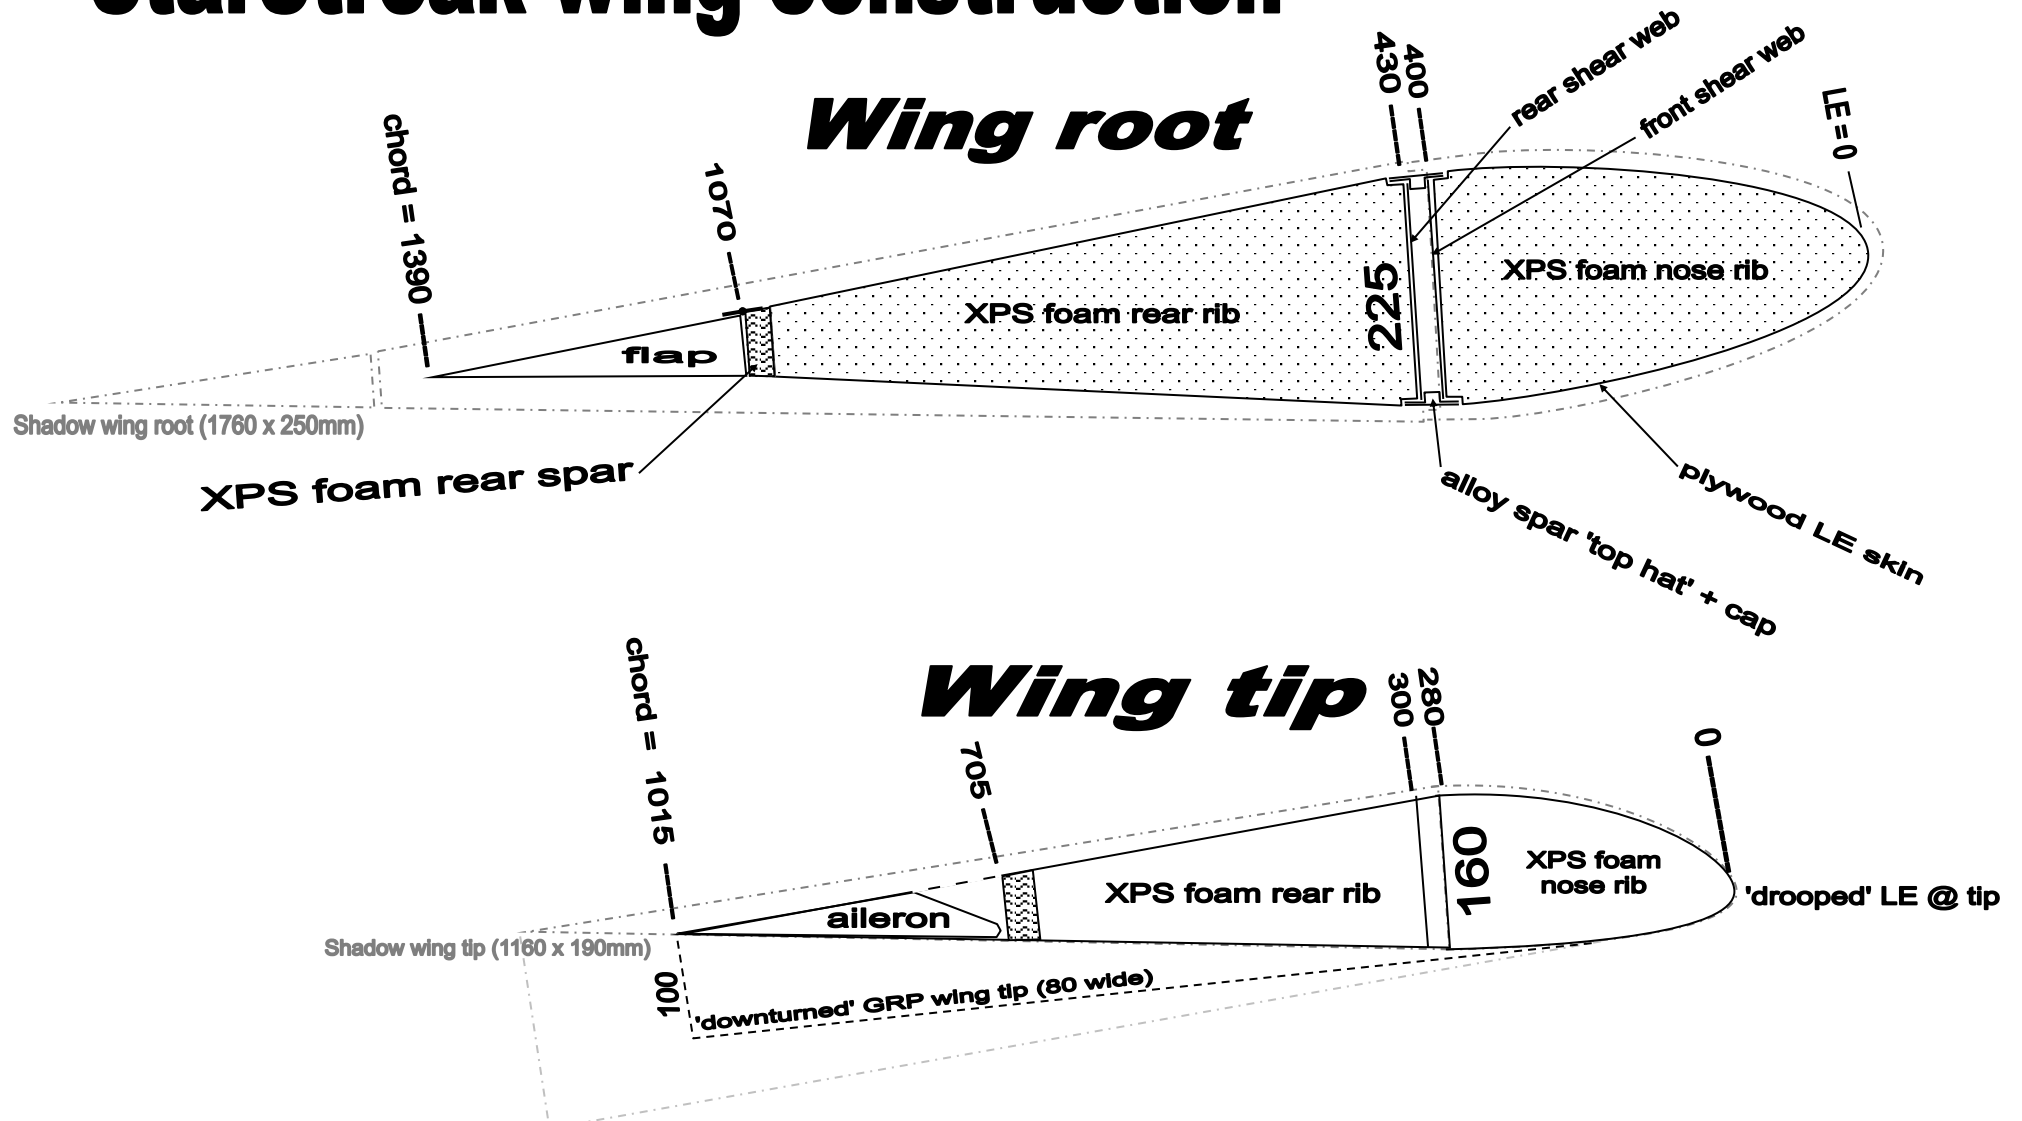 StarStreak wing construction
Wing root
chord = 1390
1070
430
400
rear shear web
front shear web
LE = 0
XPS foam rear rib
225
XPS foam nose rib
flap
Shadow wing root (1760 x 250mm)
XPS foam rear spar
alloy spar 'top hat' + cap
plywood LE skin
Wing tip
chord = 1015
705
300
280
0
XPS foam rear rib
160
XPS foam
nose rib
'drooped' LE @ tip
aileron
Shadow wing tip (1160 x 190mm)
100
'downturned' GRP wing tip (80 wide)